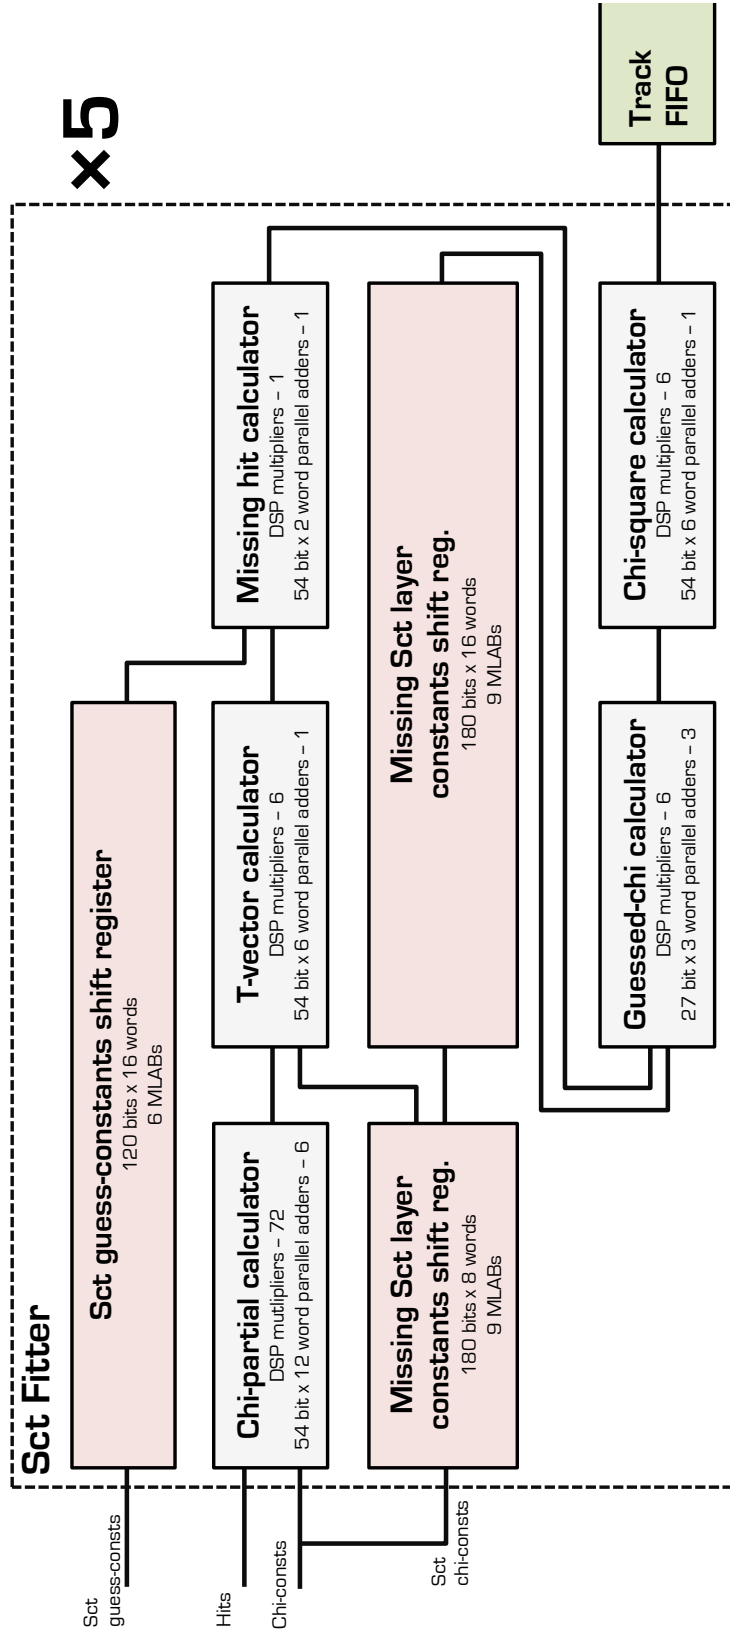 Sct Fitter
×5
Sct
guess-consts
Sct guess-constants shift register
120 bits x 16 words
6 MLABs
Hits
Chi-consts
Chi-partial calculator
DSP mutlipliers – 72
54 bit x 12 word parallel adders – 6
T-vector calculator
DSP multipliers – 6
54 bit x 6 word parallel adders – 1
Missing hit calculator
DSP multipliers – 1
54 bit x 2 word parallel adders – 1
Sct
chi-consts
Missing Sct layer
constants shift reg.
180 bits x 8 words
9 MLABs
Missing Sct layer
constants shift reg.
180 bits x 16 words
9 MLABs
Guessed-chi calculator
DSP multipliers – 6
27 bit x 3 word parallel adders – 3
Chi-square calculator
DSP multipliers – 6
54 bit x 6 word parallel adders – 1
Track
FIFO